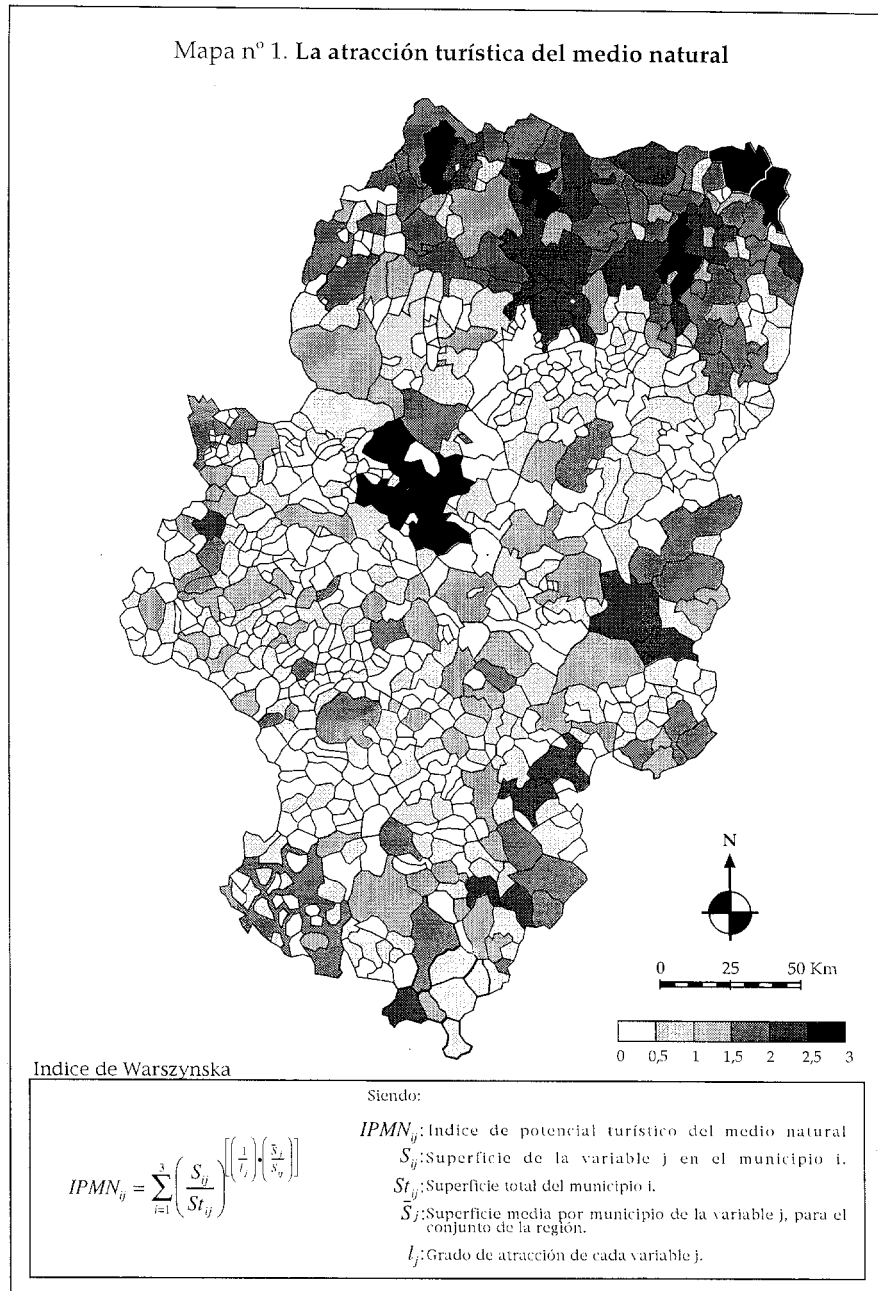 Mapa nº 1. La atracción turística del medio natural
N
0 25 50 Km
0 0,5 1 1,5 2 2,5 3
Indice de Warszynska
Siendo:
IPMN_ij = \sum_{i=1}^{3} (S_ij / St_ij)^{[(1/l_j)•(S̄_j/S_ij)]}
IPMN_ij: Indice de potencial turístico del medio natural
S_ij: Superficie de la variable j en el municipio i.
St_ij: Superficie total del municipio i.
S̄_j: Superficie media por municipio de la variable j, para el
conjunto de la región.
l_j: Grado de atracción de cada variable j.